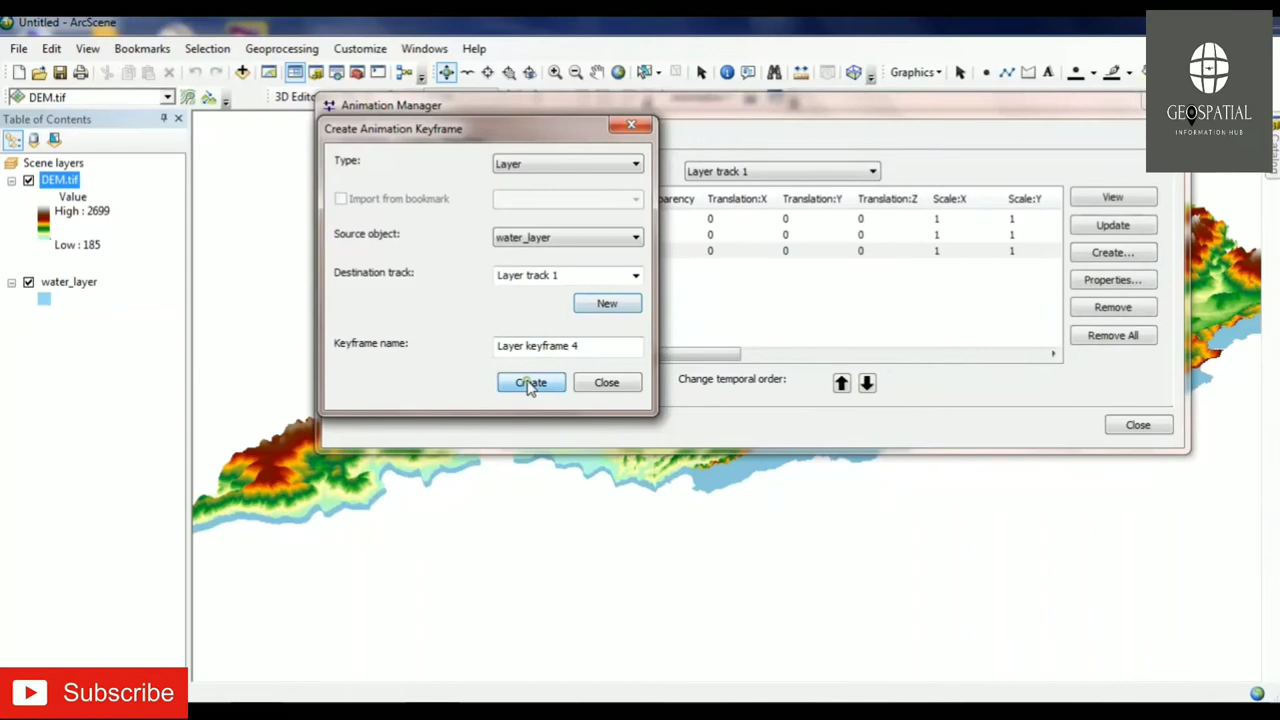 Untitled - ArcScene
File Edit View Bookmarks Selection Geoprocessing Customize Windows Help
Graphics
DEM.tif
3D Edit
Table of Contents
Scene layers
DEM.tif
Value
High : 2699
Low : 185
water_layer
Animation Manager
Create Animation Keyframe
Type:
Layer
Import from bookmark
Source object:
water_layer
Destination track:
Layer track 1
New
Keyframe name:
Layer keyframe 4
Create
Close
Layer track 1
parency Translation:X Translation:Y Translation:Z Scale:X Scale:Y
0 0 0 1 1
0 0 0 1 1
0 0 0 1 1
View
Update
Create...
Properties...
Remove
Remove All
Change temporal order:
Close
Catalog
GEOSPATIAL
INFORMATION HUB
Subscribe